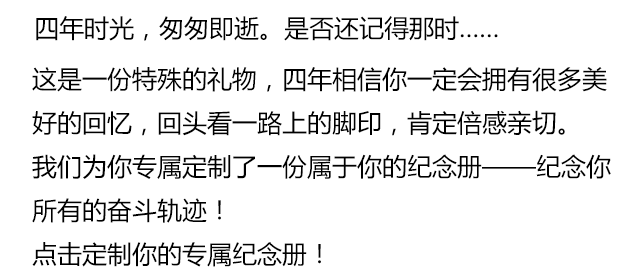 四年时光，匆匆即逝。是否还记得那时......
这是一份特殊的礼物，四年相信你一定会拥有很多美
好的回忆，回头看一路上的脚印，肯定倍感亲切。
我们为你专属定制了一份属于你的纪念册——纪念你
所有的奋斗轨迹！
点击定制你的专属纪念册！